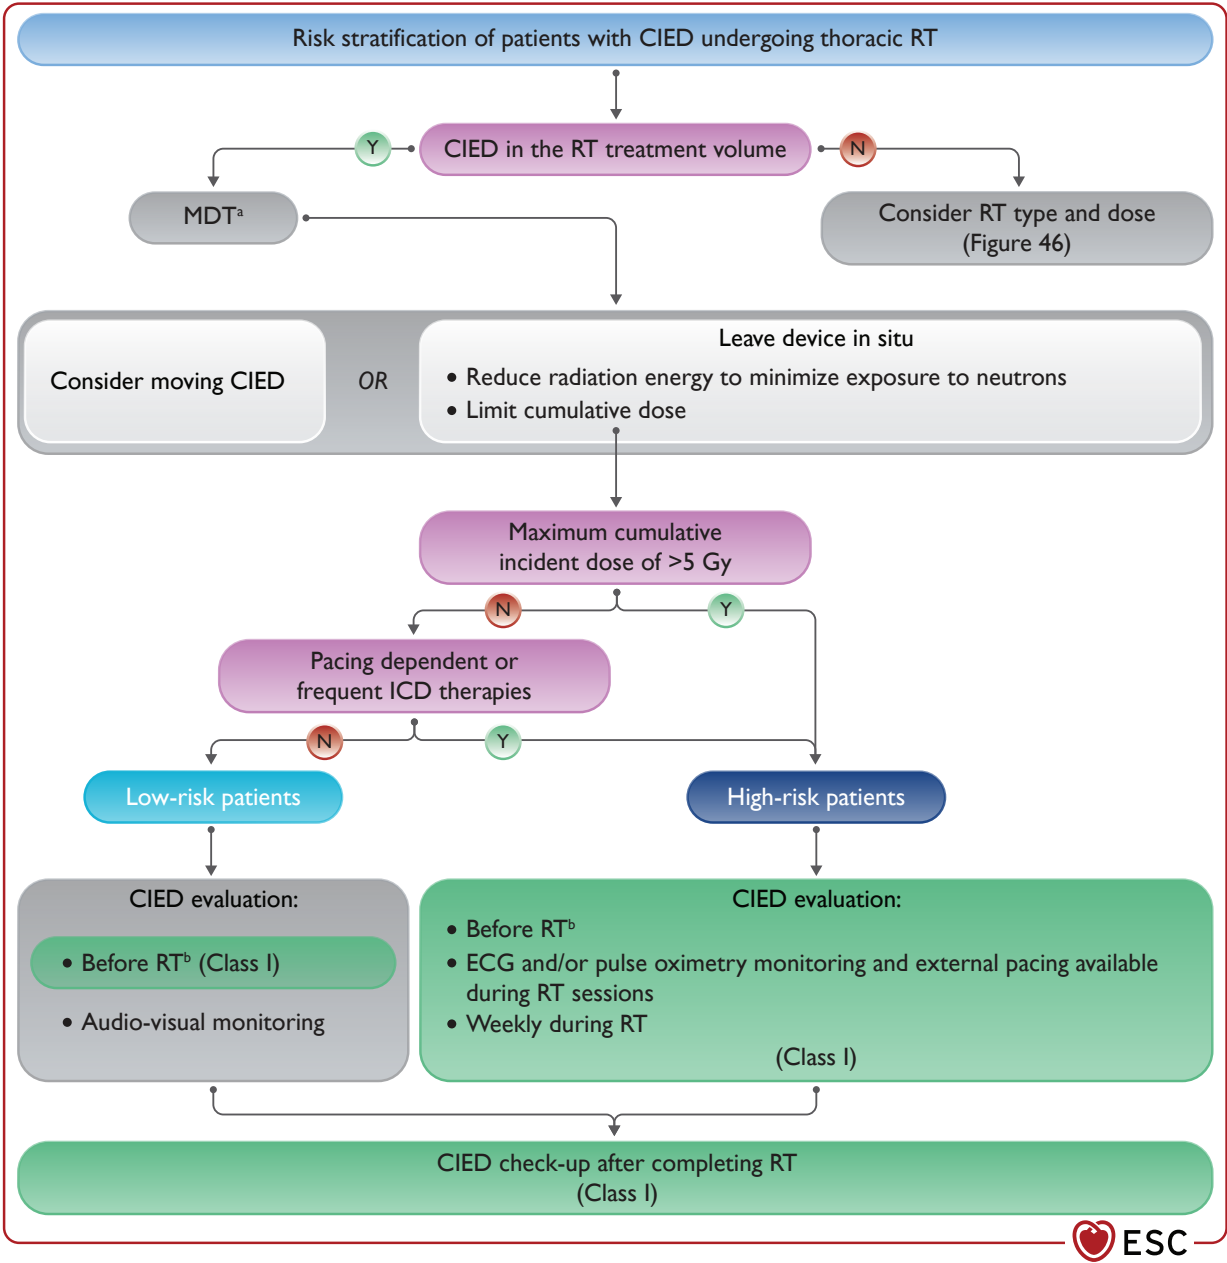 Risk stratification of patients with CIED undergoing thoracic RT
Y
CIED in the RT treatment volume
N
MDTᵃ
Consider RT type and dose
(Figure 46)
Consider moving CIED
OR
Leave device in situ
• Reduce radiation energy to minimize exposure to neutrons
• Limit cumulative dose
Maximum cumulative
incident dose of >5 Gy
N
Y
Pacing dependent or
frequent ICD therapies
N
Y
Low-risk patients
High-risk patients
CIED evaluation:
• Before RTᵇ (Class I)
• Audio-visual monitoring
CIED evaluation:
• Before RTᵇ
• ECG and/or pulse oximetry monitoring and external pacing available
during RT sessions
• Weekly during RT
(Class I)
CIED check-up after completing RT
(Class I)
ESC